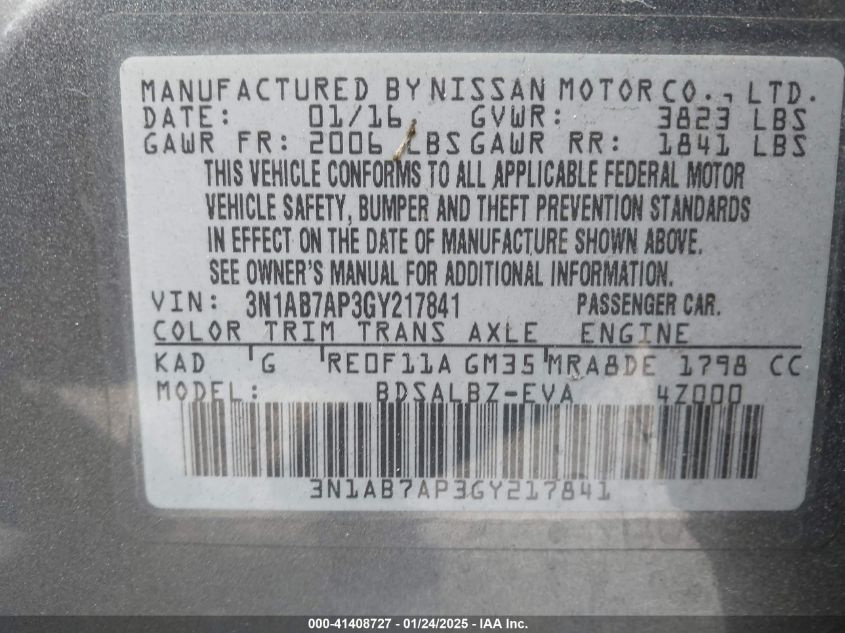 MANUFACTURED BY NISSAN MOTOR CO., LTD.
DATE: 01/16 GVWR: 3823 LBS
GAWR FR: 2006 LBS GAWR RR: 1841 LBS
THIS VEHICLE CONFORMS TO ALL APPLICABLE FEDERAL MOTOR
VEHICLE SAFETY, BUMPER AND THEFT PREVENTION STANDARDS
IN EFFECT ON THE DATE OF MANUFACTURE SHOWN ABOVE.
SEE OWNER'S MANUAL FOR ADDITIONAL INFORMATION.
VIN: 3N1AB7AP3GY217841 PASSENGER CAR.
COLOR TRIM TRANS AXLE ENGINE
KAD G RE0F11A GM35 MRA8DE 1798 CC
MODEL: BDSALBZ-EVA 4Z000
3N1AB7AP3GY217841
000-41408727 - 01/24/2025 - IAA Inc.